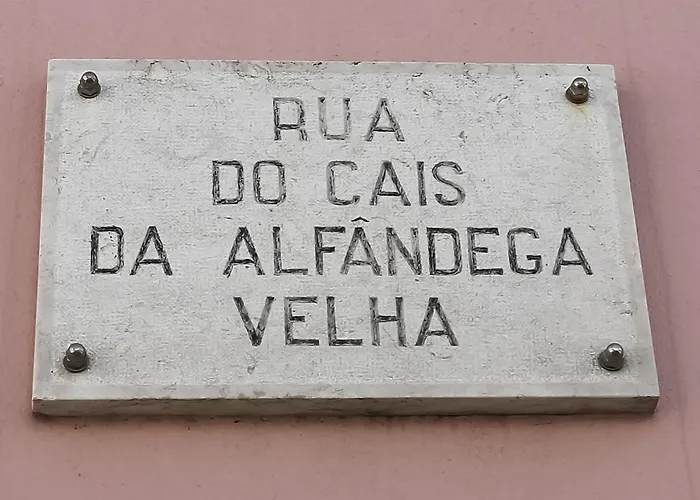 RUA
DO CAIS
DA ALFÂNDEGA
VELHA